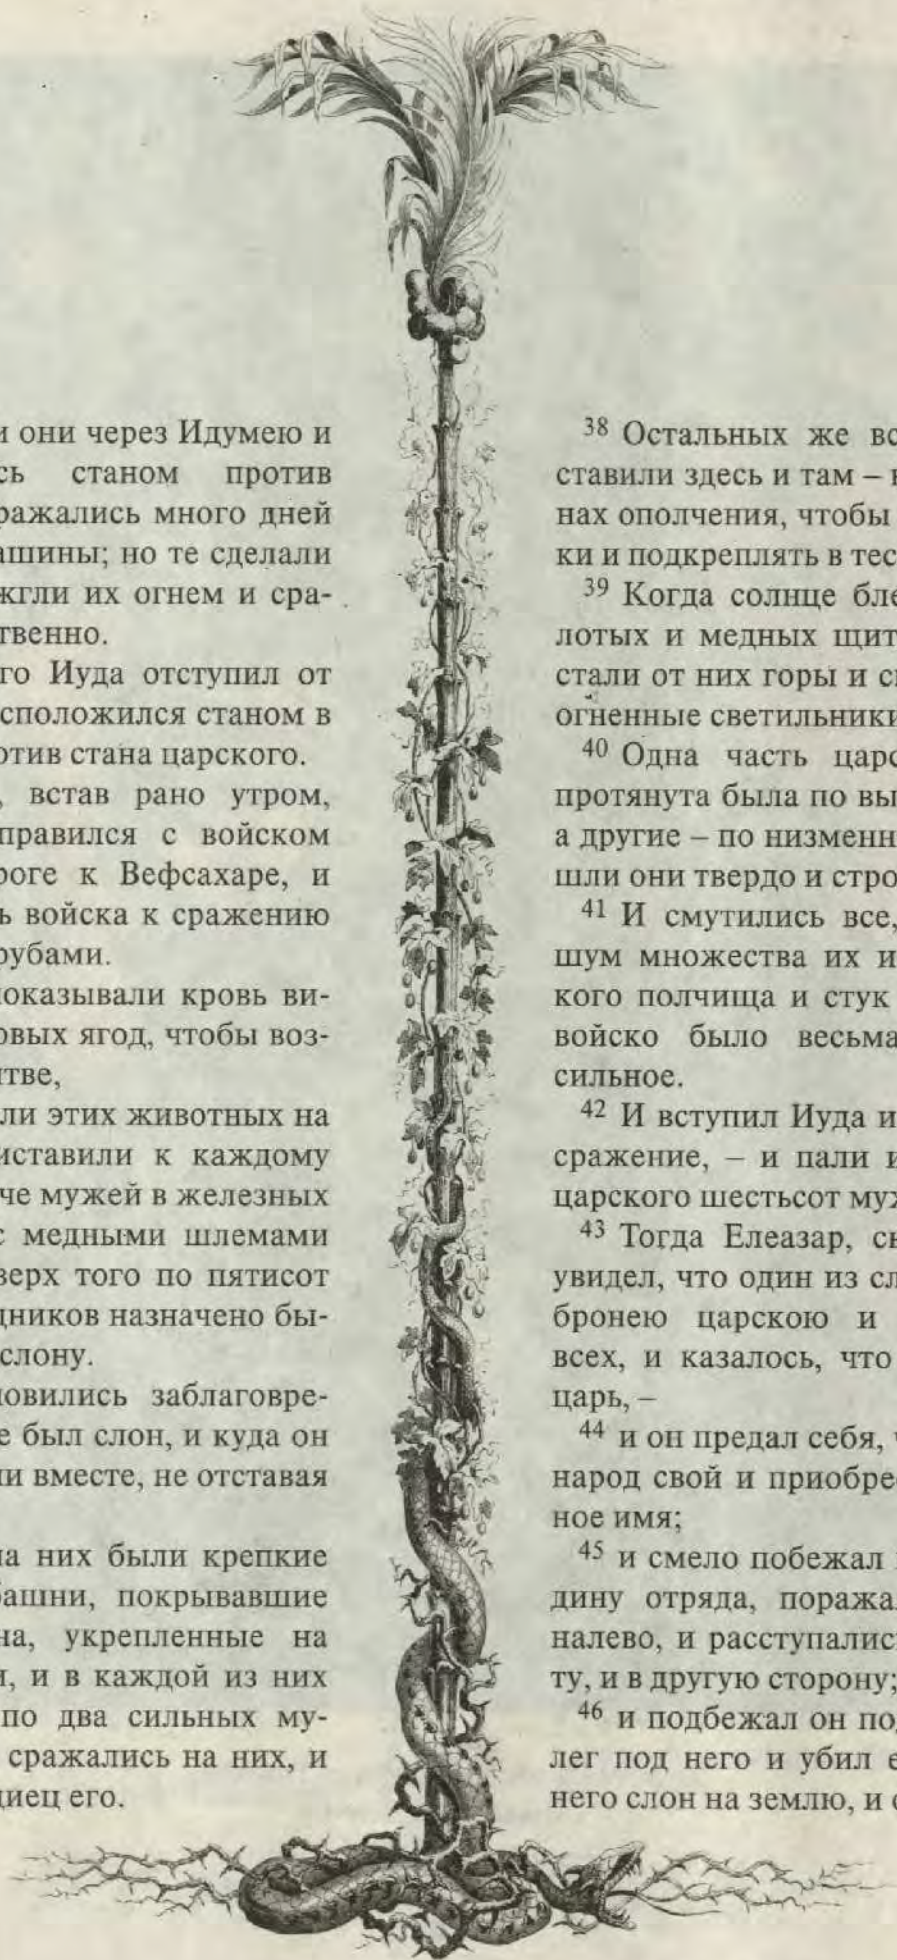 и они через Идумею и
сь станом против
ражались много дней
ашины; но те сделали
жгли их огнем и сра-
твенно.
го Иуда отступил от
сположился станом в
отив стана царского.
, встав рано утром,
правился с войском
роге к Вефсахаре, и
ь войска к сражению
рубами.
показывали кровь ви-
овых ягод, чтобы воз-
итве,
ли этих животных на
иставили к каждому
че мужей в железных
с медными шлемами
верх того по пятисот
дников назначено бы-
слону.
новились заблаговре-
е был слон, и куда он
ли вместе, не отставая
на них были крепкие
башни, покрывавшие
на, укрепленные на
и, и в каждой из них
по два сильных му-
сражались на них, и
диец его.
38 Остальных же вс
ставили здесь и там – н
нах ополчения, чтобы
ки и подкреплять в тес
39 Когда солнце бле
лотых и медных щит
стали от них горы и с
огненные светильники
40 Одна часть царс
протянута была по вы
а другие – по низменн
шли они твердо и стро
41 И смутились все,
шум множества их и
кого полчища и стук
войско было весьма
сильное.
42 И вступил Иуда и
сражение, – и пали и
царского шестьсот муж
43 Тогда Елеазар, с
увидел, что один из сл
бронею царскою и
всех, и казалось, что
царь, –
44 и он предал себя, ч
народ свой и приобре
ное имя;
45 и смело побежал
дину отряда, поража
налево, и расступалис
ту, и в другую сторону;
46 и подбежал он по
лег под него и убил е
него слон на землю, и